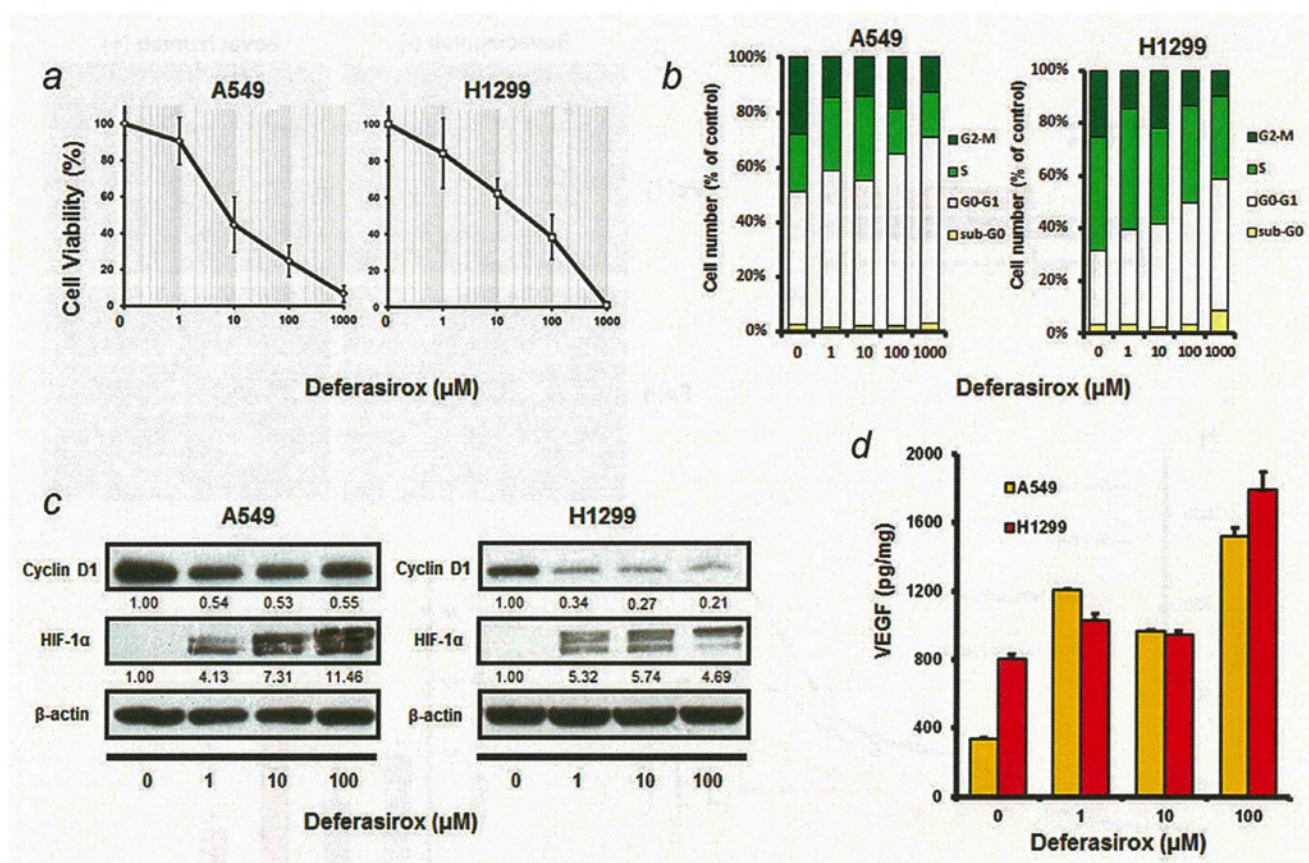 a
A549
H1299
Cell Viability (%)
100
80
60
40
20
0
0 1 10 100 1000
100
80
60
40
20
0
0 1 10 100 1000
Deferasirox (µM)
b
A549
Cell number (% of control)
100%
80%
60%
40%
20%
0%
0 1 10 100 1000
G2-M
S
G0-G1
sub-G0
H1299
Cell number (% of control)
100%
80%
60%
40%
20%
0%
0 1 10 100 1000
G2-M
S
G0-G1
sub-G0
Deferasirox (µM)
c
A549
Cyclin D1
1.00 0.54 0.53 0.55
HIF-1α
1.00 4.13 7.31 11.46
β-actin
0 1 10 100
H1299
Cyclin D1
1.00 0.34 0.27 0.21
HIF-1α
1.00 5.32 5.74 4.69
β-actin
0 1 10 100
Deferasirox (µM)
d
VEGF (pg/mg)
2000
1600
1200
800
400
0
A549
H1299
0 1 10 100
Deferasirox (µM)